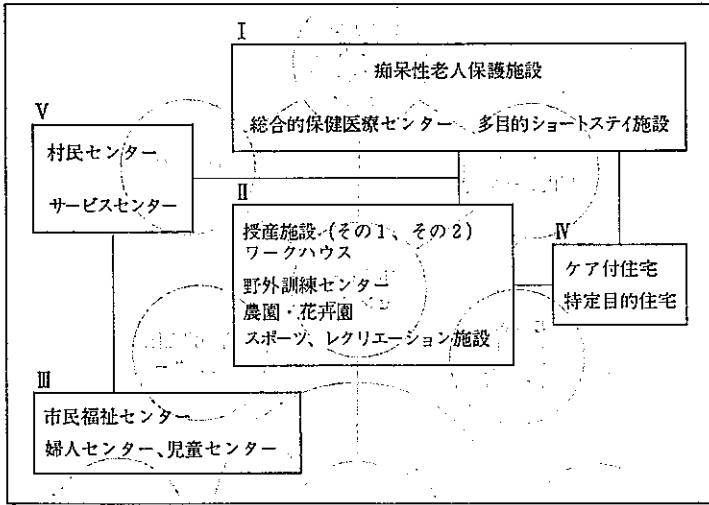 Ⅰ
痴呆性老人保護施設
総合的保健医療センター 多目的ショートステイ施設
Ⅴ
村民センター
サービスセンター
Ⅱ
授産施設(その1、その2)
ワークハウス
野外訓練センター
農園・花卉園
スポーツ、レクリエーション施設
Ⅳ
ケア付住宅
特定目的住宅
Ⅲ
市民福祉センター
婦人センター、児童センター